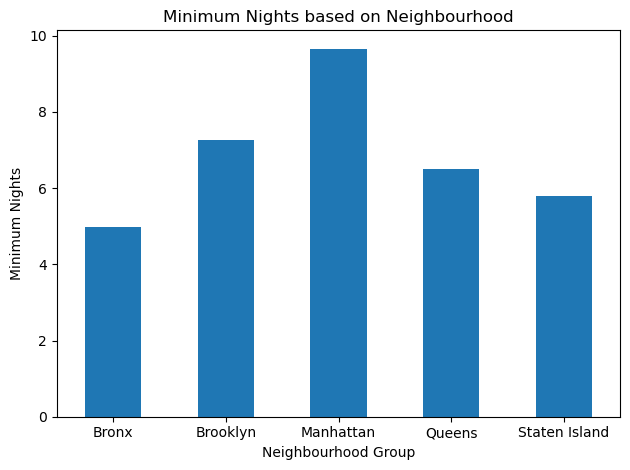 Minimum Nights based on Neighbourhood
10
8
6
4
2
0
Minimum Nights
Bronx Brooklyn Manhattan Queens Staten Island
Neighbourhood Group